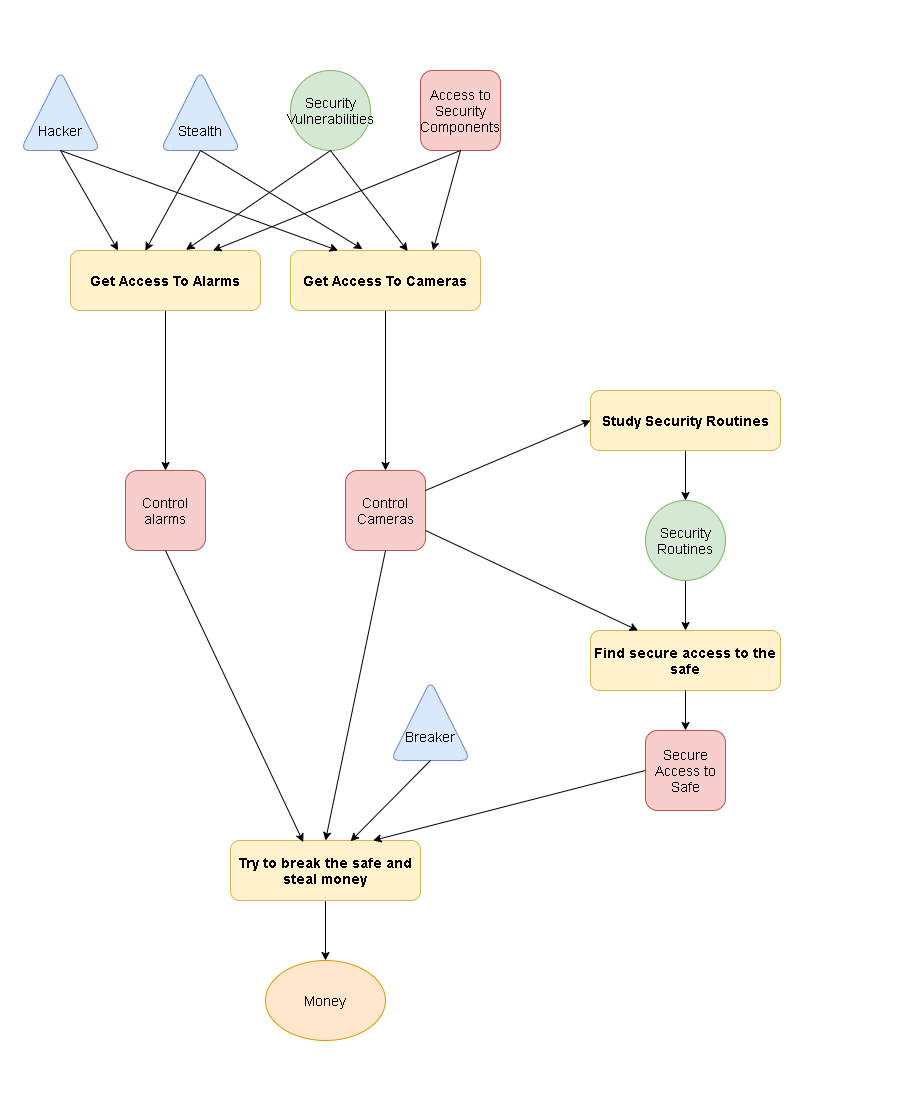 Hacker
Stealth
Security
Vulnerabilities
Access to
Security
Components
Get Access To Alarms
Get Access To Cameras
Study Security Routines
Control
alarms
Control
Cameras
Security
Routines
Find secure access to the
safe
Breaker
Secure
Access to
Safe
Try to break the safe and
steal money
Money